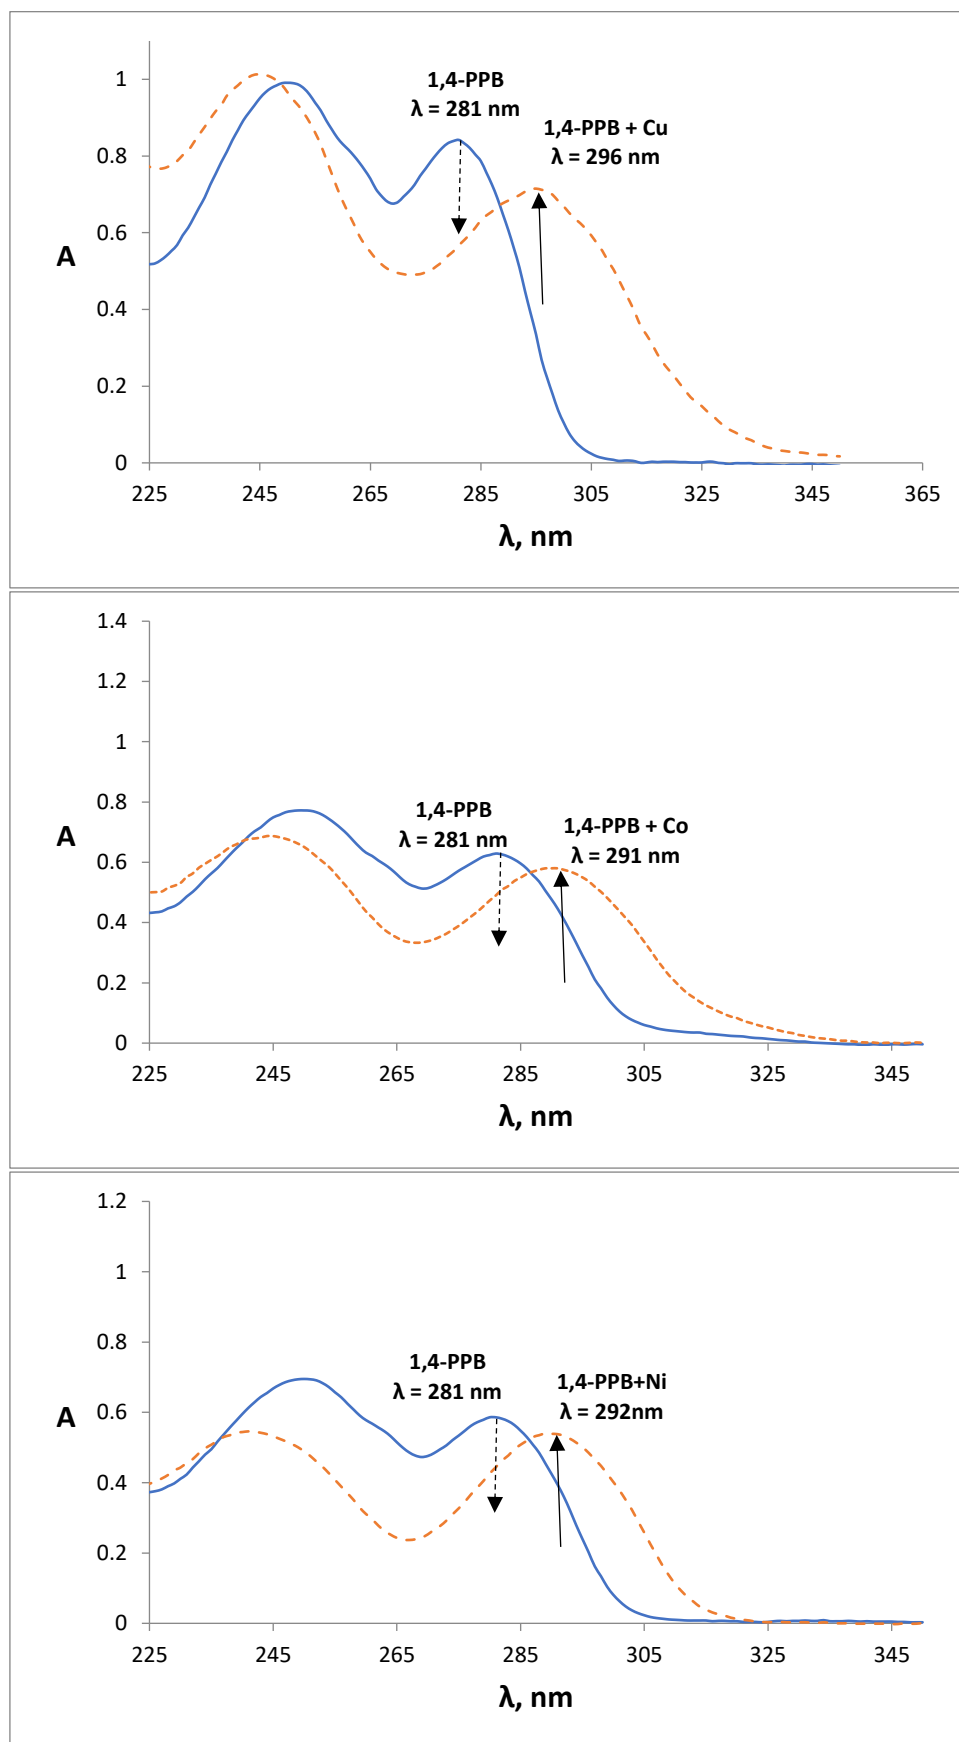 1
0.8
0.6
0.4
0.2
0
A
1,4-PPB
λ = 281 nm
1,4-PPB + Cu
λ = 296 nm
225 245 265 285 305 325 345 365
λ, nm
1.4
1.2
1
0.8
0.6
0.4
0.2
0
A
1,4-PPB
λ = 281 nm
1,4-PPB + Co
λ = 291 nm
225 245 265 285 305 325 345
λ, nm
1.2
1
0.8
0.6
0.4
0.2
0
A
1,4-PPB
λ = 281 nm
1,4-PPB+Ni
λ = 292nm
225 245 265 285 305 325 345
λ, nm